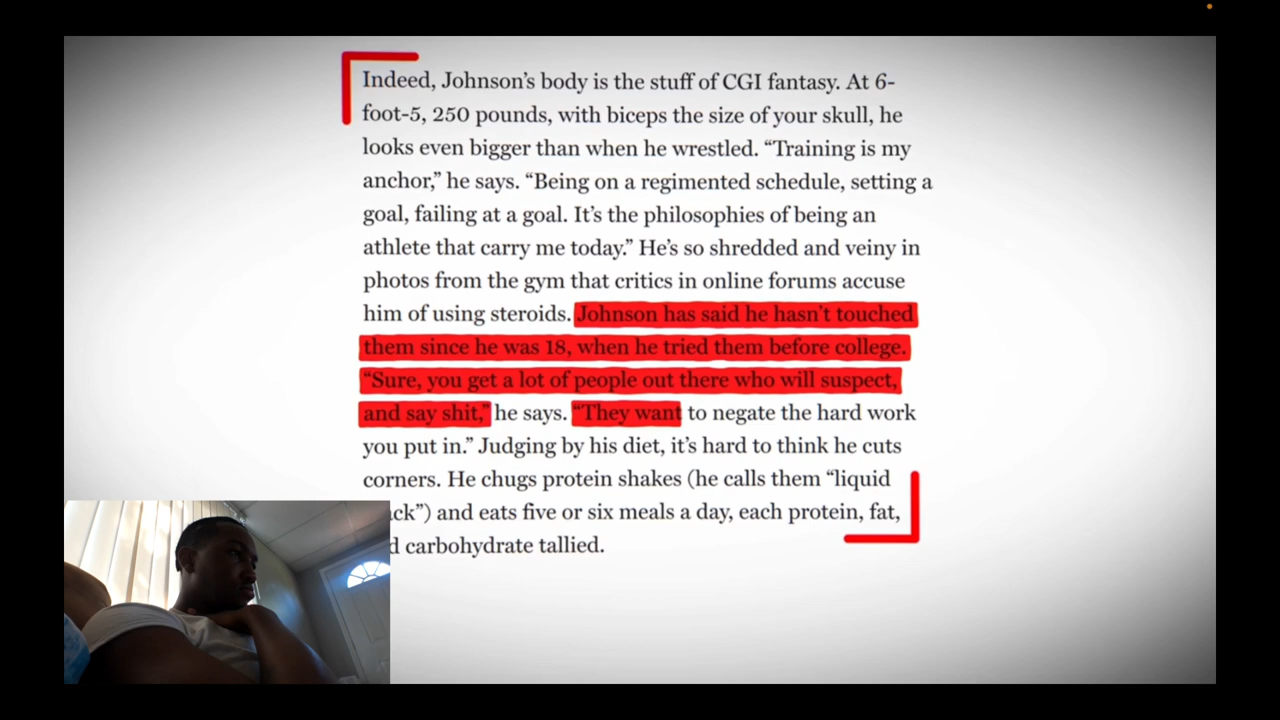 Indeed, Johnson's body is the stuff of CGI fantasy. At 6-
foot-5, 250 pounds, with biceps the size of your skull, he
looks even bigger than when he wrestled. “Training is my
anchor,” he says. “Being on a regimented schedule, setting a
goal, failing at a goal. It's the philosophies of being an
athlete that carry me today.” He's so shredded and veiny in
photos from the gym that critics in online forums accuse
him of using steroids. Johnson has said he hasn't touched
them since he was 18, when he tried them before college.
“Sure, you get a lot of people out there who will suspect,
and say shit,” he says. “They want to negate the hard work
you put in.” Judging by his diet, it's hard to think he cuts
corners. He chugs protein shakes (he calls them “liquid
ck”) and eats five or six meals a day, each protein, fat,
d carbohydrate tallied.